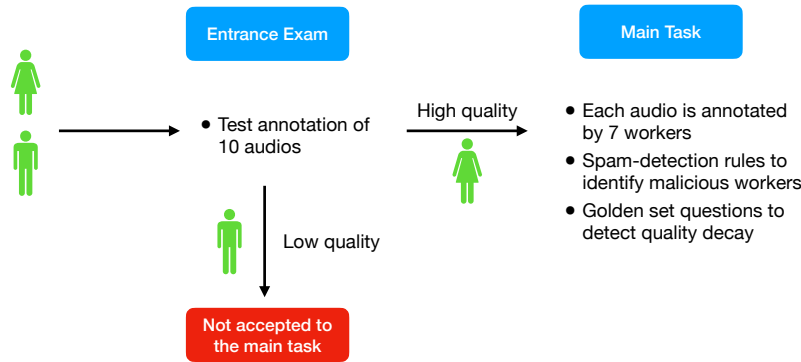 Entrance Exam
Main Task
• Test annotation of
10 audios
High quality
• Each audio is annotated
by 7 workers
• Spam-detection rules to
identify malicious workers
• Golden set questions to
detect quality decay
Low quality
Not accepted to
the main task